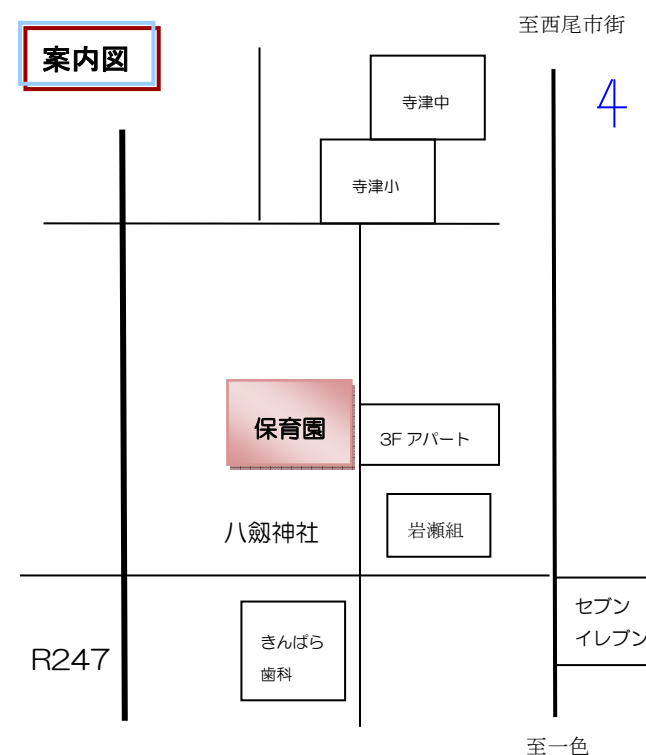 至西尾市街
案内図
4
寺津中
寺津小
保育園
3F アパート
八剱神社
岩瀬組
セブン
イレブン
きんぱら
歯科
R247
至一色